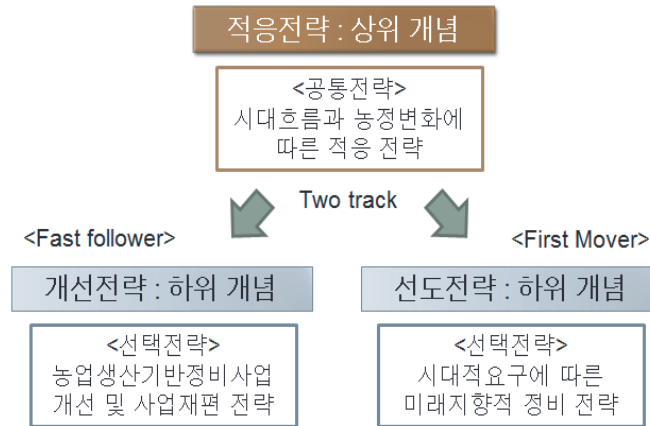 적응전략 : 상위 개념
<공통전략>
시대흐름과 농정변화에
따른 적응 전략
Two track
<Fast follower>
<First Mover>
개선전략 : 하위 개념
선도전략 : 하위 개념
<선택전략>
농업생산기반정비사업
개선 및 사업재편 전략
<선택전략>
시대적요구에 따른
미래지향적 정비 전략